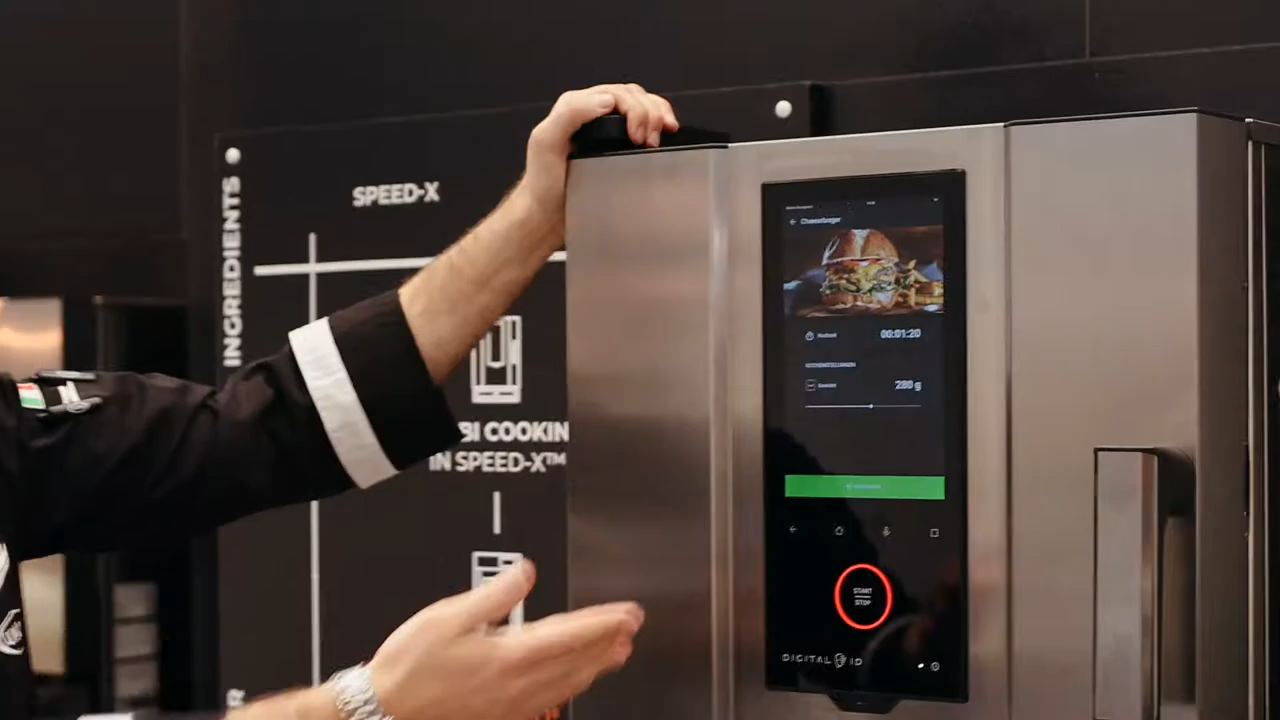 INGREDIENTS
SPEED-X
BI COOKIN
IN SPEED-X™
Cheeseburger
00:01:20
280 g
START
STOP
DIGITAL ID
R